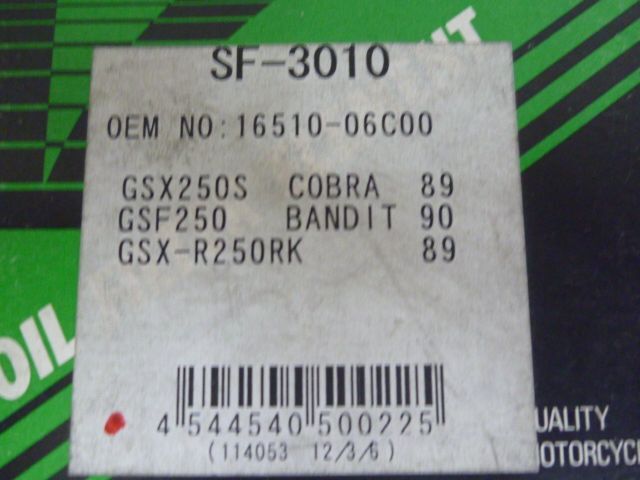 SF-3010
OEM NO:16510-06C00
GSX250S COBRA 89
GSF250 BANDIT 90
GSX-R250RK 89
4 544540 500225
(114053 12/3/6)
OIL
UALITY
OTORCYC